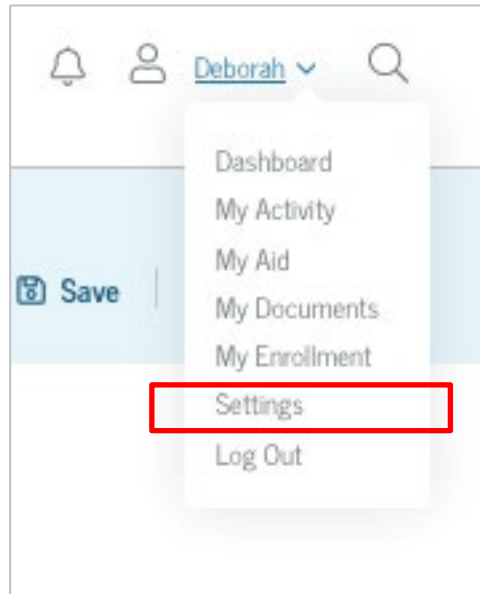 Deborah
Dashboard
My Activity
My Aid
Save
My Documents
My Enrollment
Settings
Log Out